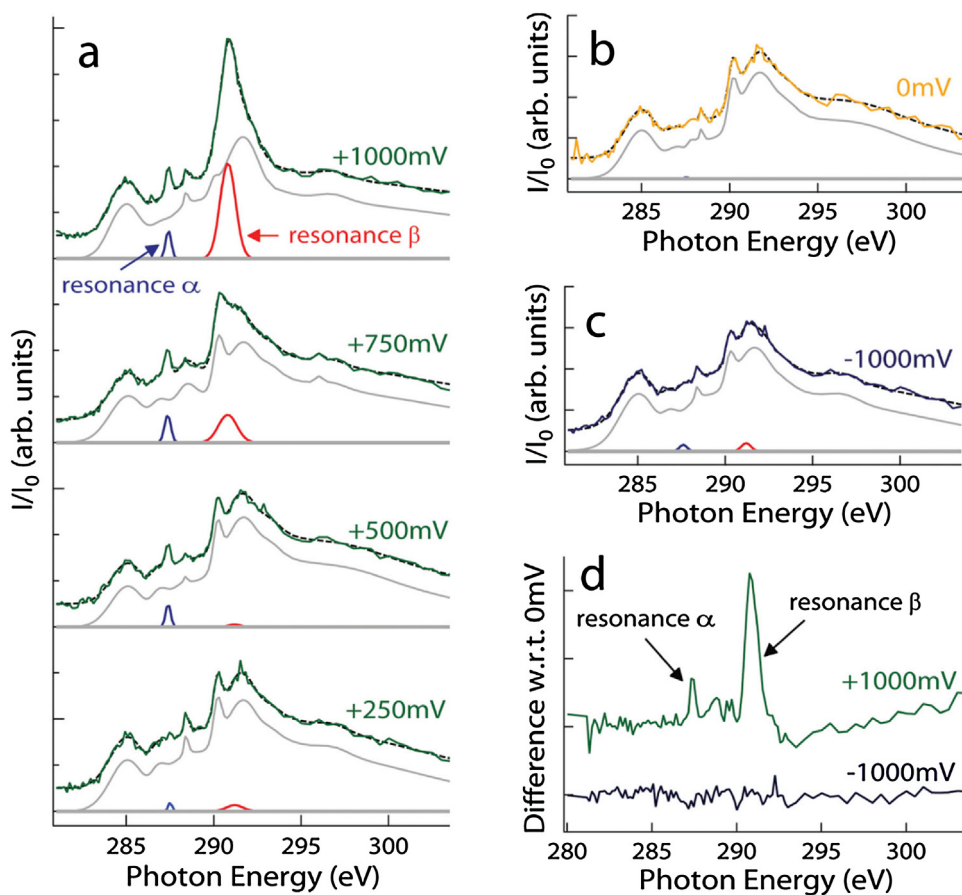 a
+1000mV
resonance β
resonance α
+750mV
+500mV
+250mV
I/I0 (arb. units)
285 290 295 300
Photon Energy (eV)
b
0mV
I/I0 (arb. units)
285 290 295 300
Photon Energy (eV)
c
-1000mV
I/I0 (arb. units)
285 290 295 300
Photon Energy (eV)
d
resonance α
resonance β
+1000mV
-1000mV
Difference w.r.t. 0mV
280 285 290 295 300
Photon Energy (eV)